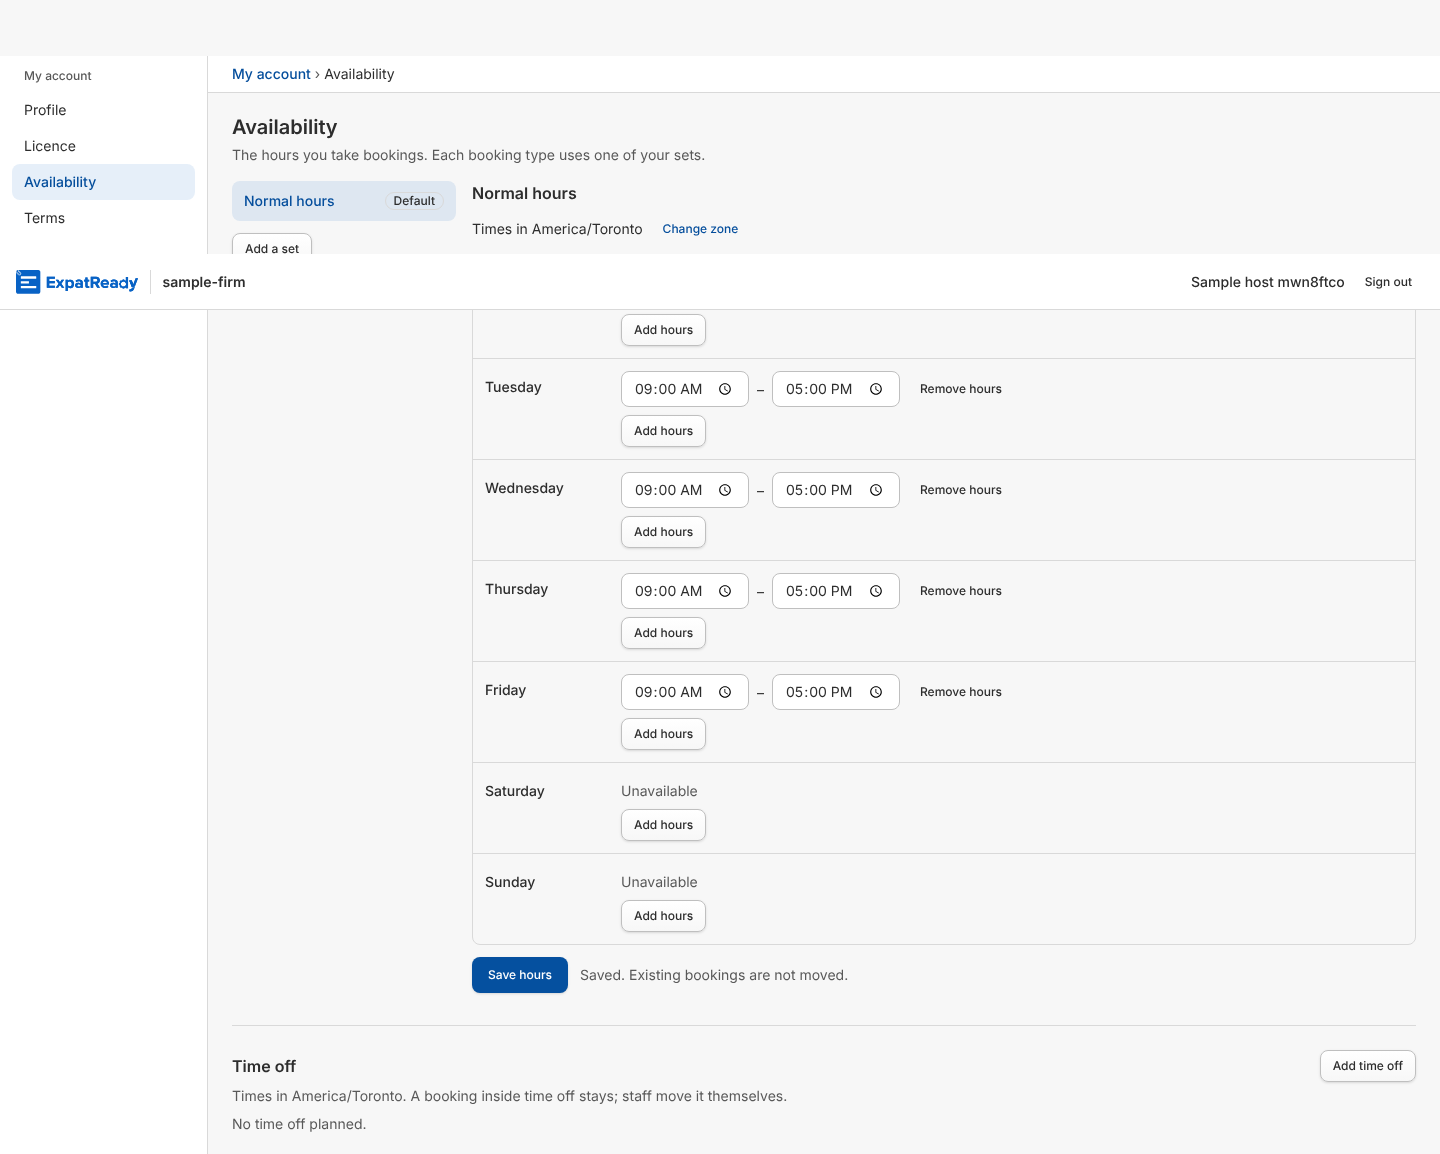 My account
Profile
Licence
Availability
Terms
My account › Availability
Availability
The hours you take bookings. Each booking type uses one of your sets.
Normal hours Default
Add a set
Normal hours
Times in America/Toronto Change zone
ExpatReady sample-firm Sample host mwn8ftco Sign out
Add hours
Tuesday 09:00 AM – 05:00 PM Remove hours
Add hours
Wednesday 09:00 AM – 05:00 PM Remove hours
Add hours
Thursday 09:00 AM – 05:00 PM Remove hours
Add hours
Friday 09:00 AM – 05:00 PM Remove hours
Add hours
Saturday Unavailable
Add hours
Sunday Unavailable
Add hours
Save hours Saved. Existing bookings are not moved.
Time off Add time off
Times in America/Toronto. A booking inside time off stays; staff move it themselves.
No time off planned.